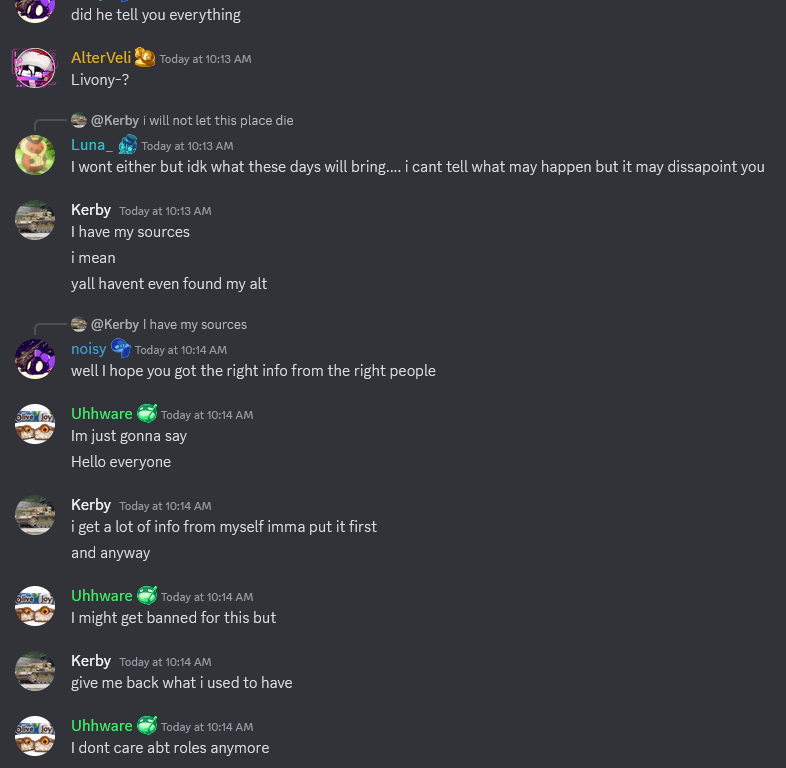 did he tell you everything
AlterVeli Today at 10:13 AM
Livony-?
@Kerby i will not let this place die
Luna_ Today at 10:13 AM
I wont either but idk what these days will bring.... i cant tell what may happen but it may dissapoint you
Kerby Today at 10:13 AM
I have my sources
i mean
yall havent even found my alt
@Kerby I have my sources
noisy Today at 10:14 AM
well I hope you got the right info from the right people
Uhhware Today at 10:14 AM
Im just gonna say
Hello everyone
Kerby Today at 10:14 AM
i get a lot of info from myself imma put it first
and anyway
Uhhware Today at 10:14 AM
I might get banned for this but
Kerby Today at 10:14 AM
give me back what i used to have
Uhhware Today at 10:14 AM
I dont care abt roles anymore